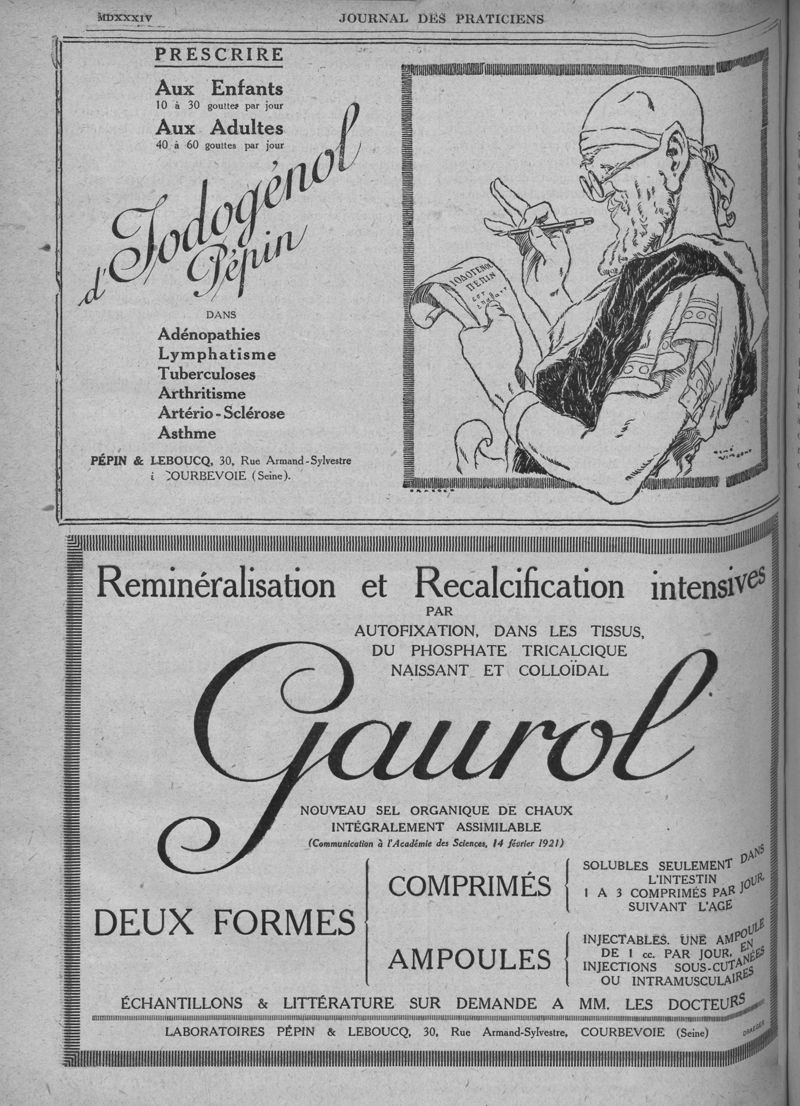 MDXXXIV
JOURNAL DES PRATICIENS
PRESCRIRE
Aux Enfants
10 à 30 gouttes par jour
Aux Adultes
40 à 60 gouttes par jour
d'Iodogénol
Pépin
DANS
Adénopathies
Lymphatisme
Tuberculoses
Arthritisme
Artério-Sclérose
Asthme
PÉPIN & LEBOUCQ, 30, Rue Armand-Sylvestre
à COURBEVOIE (Seine).
ΠΕΠΙΝ
René
Vincent
DRAEGER
Reminéralisation et Recalcification intensives
PAR
AUTOFIXATION, DANS LES TISSUS,
DU PHOSPHATE TRICALCIQUE
NAISSANT ET COLLOÏDAL
Gaurol
NOUVEAU SEL ORGANIQUE DE CHAUX
INTÉGRALEMENT ASSIMILABLE
(Communication à l'Académie des Sciences, 14 février 1921)
DEUX FORMES
COMPRIMÉS
SOLUBLES SEULEMENT DANS
L'INTESTIN
1 A 3 COMPRIMÉS PAR JOUR,
SUIVANT L'AGE
AMPOULES
INJECTABLES. UNE AMPOULE
DE 1 cc. PAR JOUR, EN
INJECTIONS SOUS-CUTANÉES
OU INTRAMUSCULAIRES
ÉCHANTILLONS & LITTÉRATURE SUR DEMANDE A MM. LES DOCTEURS
LABORATOIRES PÉPIN & LEBOUCQ, 30, Rue Armand-Sylvestre, COURBEVOIE (Seine)
DRAEGER